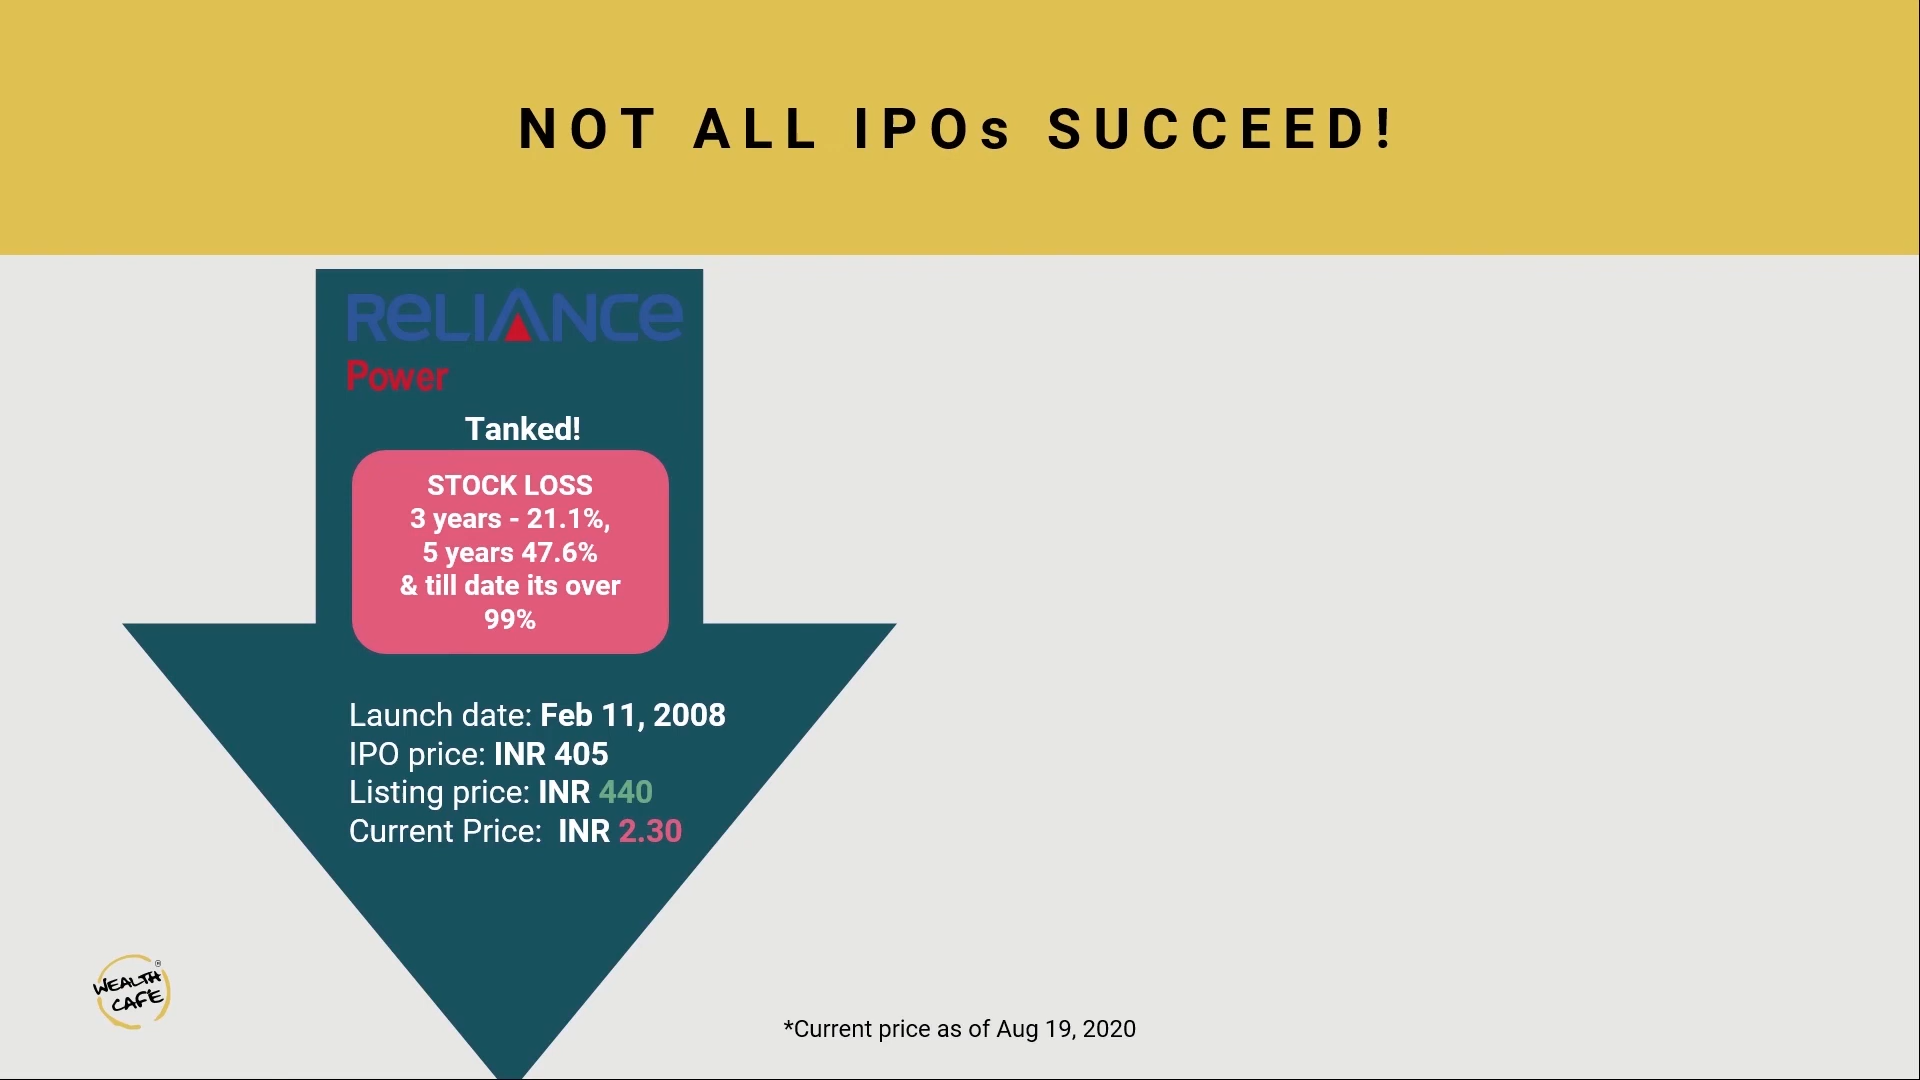 NOT ALL IPOs SUCCEED!
RELIANCE
Power
Tanked!
STOCK LOSS
3 years - 21.1%,
5 years 47.6%
& till date its over
99%
Launch date: Feb 11, 2008
IPO price: INR 405
Listing price: INR 440
Current Price: INR 2.30
WEALTH
CAFE
®
*Current price as of Aug 19, 2020